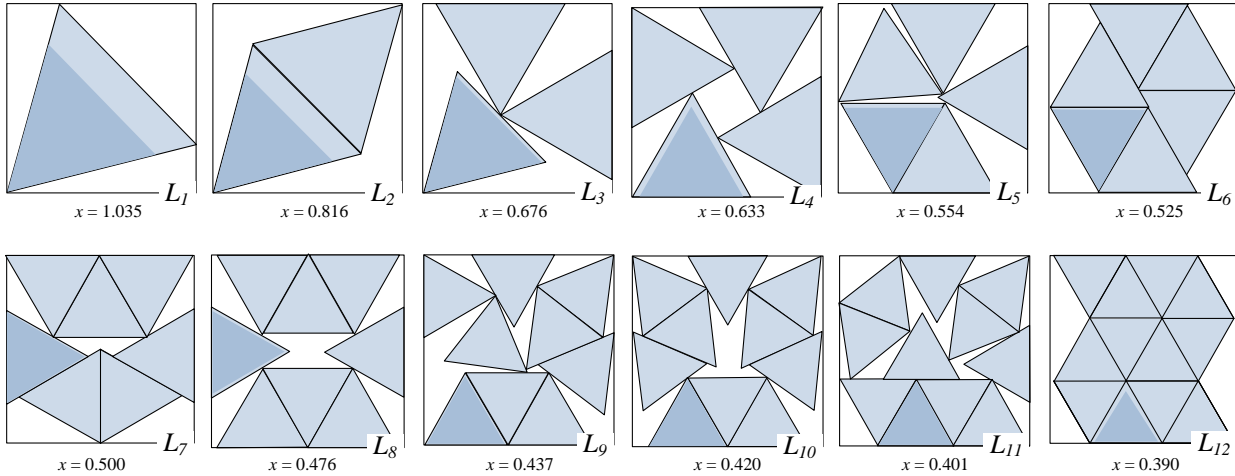 L1 L2 L3 L4 L5 L6
x = 1.035 x = 0.816 x = 0.676 x = 0.633 x = 0.554 x = 0.525
L7 L8 L9 L10 L11 L12
x = 0.500 x = 0.476 x = 0.437 x = 0.420 x = 0.401 x = 0.390